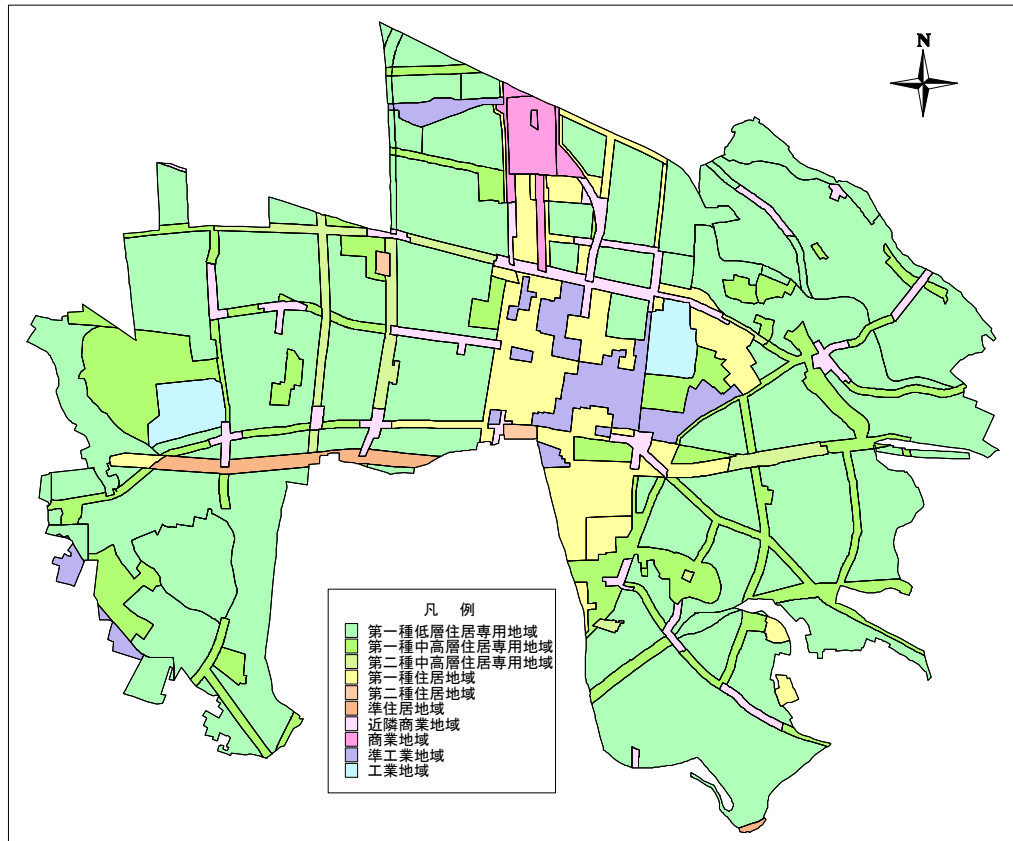 N
凡 例
第一種低層住居専用地域
第一種中高層住居専用地域
第二種中高層住居専用地域
第一種住居地域
第二種住居地域
準住居地域
近隣商業地域
商業地域
準工業地域
工業地域